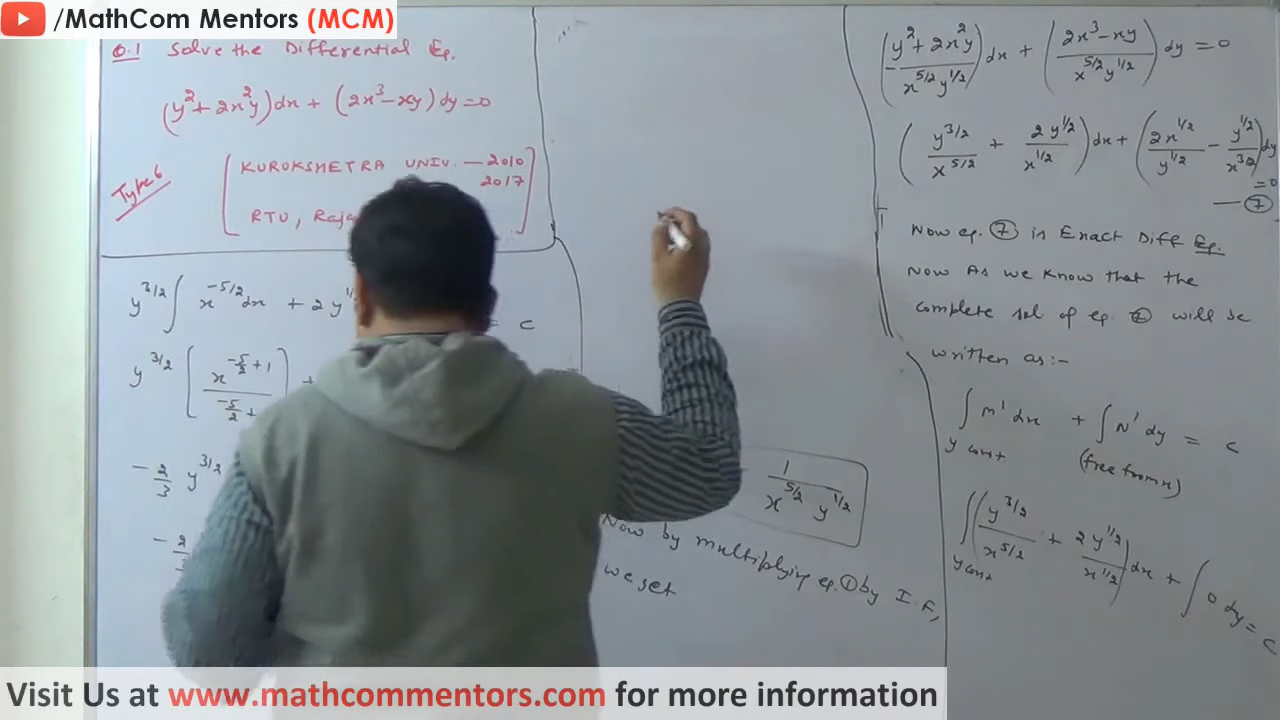 /MathCom Mentors (MCM)
Q.1 Solve the Differential Eq.
(y² + 2x²y)dx + (2x³ - xy)dy = 0
Type 6
KURUKSHETRA UNIV. — 2010
2017
RTU,
y^{3/2} ∫ x^{-5/2} dx + 2 y
= c
y^{3/2} [ x^{-5/2 + 1} / -5/2 +
- 2/3 y^{3/2}
- 2
1 / x^{5/2} y^{1/2}
Now by multiplying eq. ① by I.F,
we get
(y² + 2x²y / x^{5/2} y^{1/2}) dx + (2x³ - xy / x^{5/2} y^{1/2}) dy = 0
(y^{3/2} / x^{5/2} + 2 y^{1/2} / x^{1/2}) dx + (2x^{1/2} / y^{1/2} - y^{1/2} / x^{3/2}) dy
= 0
— ⑦
Now eq. ⑦ is Exact Diff Eq.
Now As we know that the
complete sol of eq. ⑦ will be
written as:-
∫ M' dx + ∫ N' dy = c
y const (free from x)
∫ (y^{3/2} / x^{5/2} + 2 y^{1/2} / x^{1/2}) dx + ∫ 0 dy = c
y const
Visit Us at www.mathcommentors.com for more information